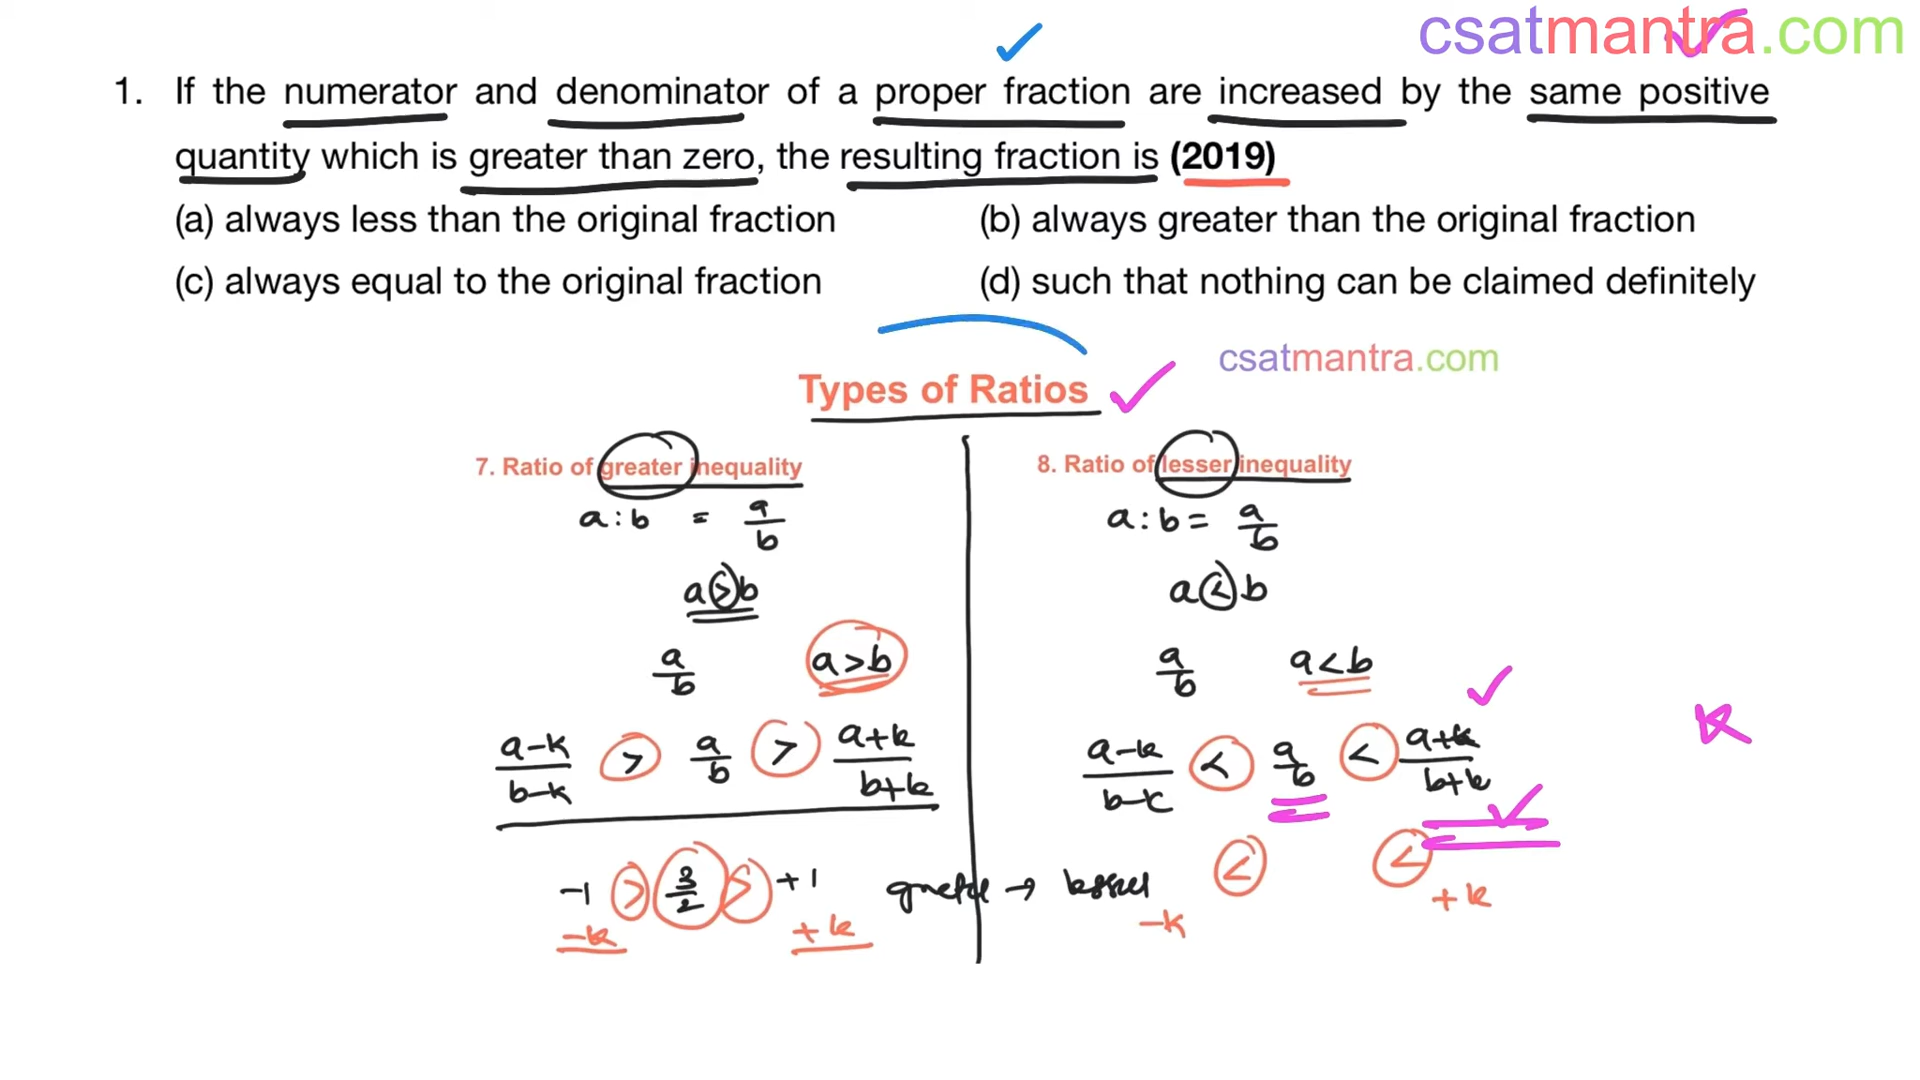 csatmantra.com
1. If the numerator and denominator of a proper fraction are increased by the same positive
quantity which is greater than zero, the resulting fraction is (2019)
(a) always less than the original fraction (b) always greater than the original fraction
(c) always equal to the original fraction (d) such that nothing can be claimed definitely
csatmantra.com
Types of Ratios
7. Ratio of greater inequality
8. Ratio of lesser inequality
a : b = a/b
a : b = a/b
a > b
a < b
a/b a > b
a/b a < b
k
a-k/b-k > a/b > a+k/b+k
a-k/b-k < a/b < a+k/b+k
-1 > 3/2 > +1 → < <
-k +k
-k +k